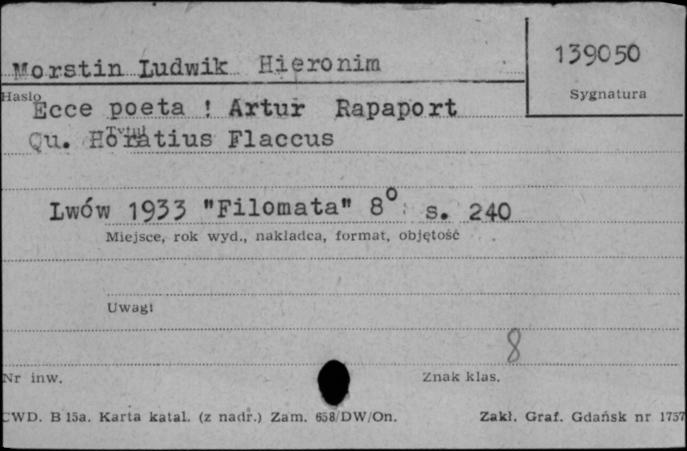 139050
Sygnatura
Morstin Ludwik Hieronim
Hasło
Ecce poeta ! Artur Rapaport
Qu. Horatius Flaccus
Tytuł
Lwów 1933 "Filomata" 8° s. 240
Miejsce, rok wyd., nakładca, format, objętość
Uwagi
8
Nr inw.
Znak klas.
CWD. B 15a. Karta katal. (z nadr.) Zam. 658/DW/On.
Zakł. Graf. Gdańsk nr 1757